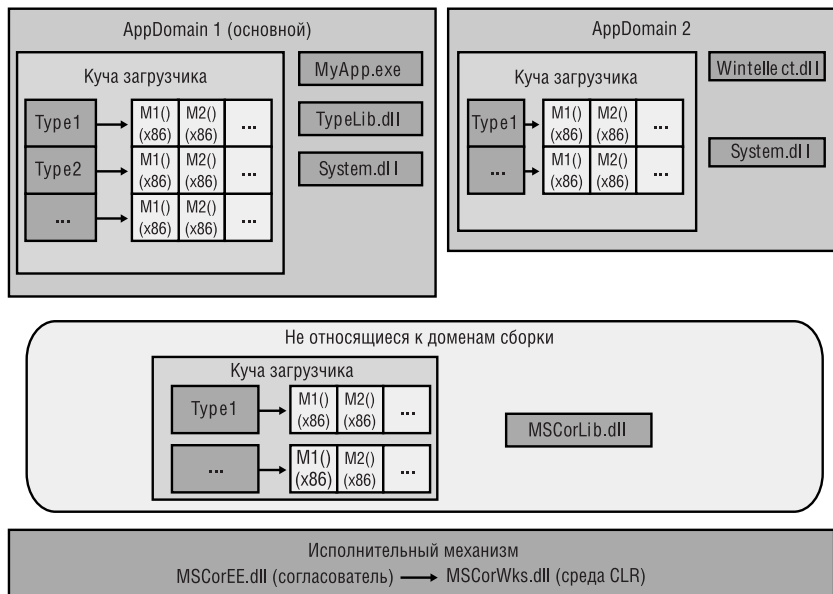 AppDomain 1 (основной)
Куча загрузчика
Type1
M1()
(x86)
M2()
(x86)
...
Type2
M1()
(x86)
M2()
(x86)
...
...
M1()
(x86)
M2()
(x86)
...
MyApp.exe
TypeLib.dll
System.dll
AppDomain 2
Куча загрузчика
Type1
M1()
(x86)
M2()
(x86)
...
...
M1()
(x86)
M2()
(x86)
...
Wintellect.dll
System.dll
Не относящиеся к доменам сборки
Куча загрузчика
Type1
M1()
(x86)
M2()
(x86)
...
...
M1()
(x86)
M2()
(x86)
...
MSCorLib.dll
Исполнительный механизм
MSCorEE.dll (согласователь) → MSCorWks.dll (среда CLR)